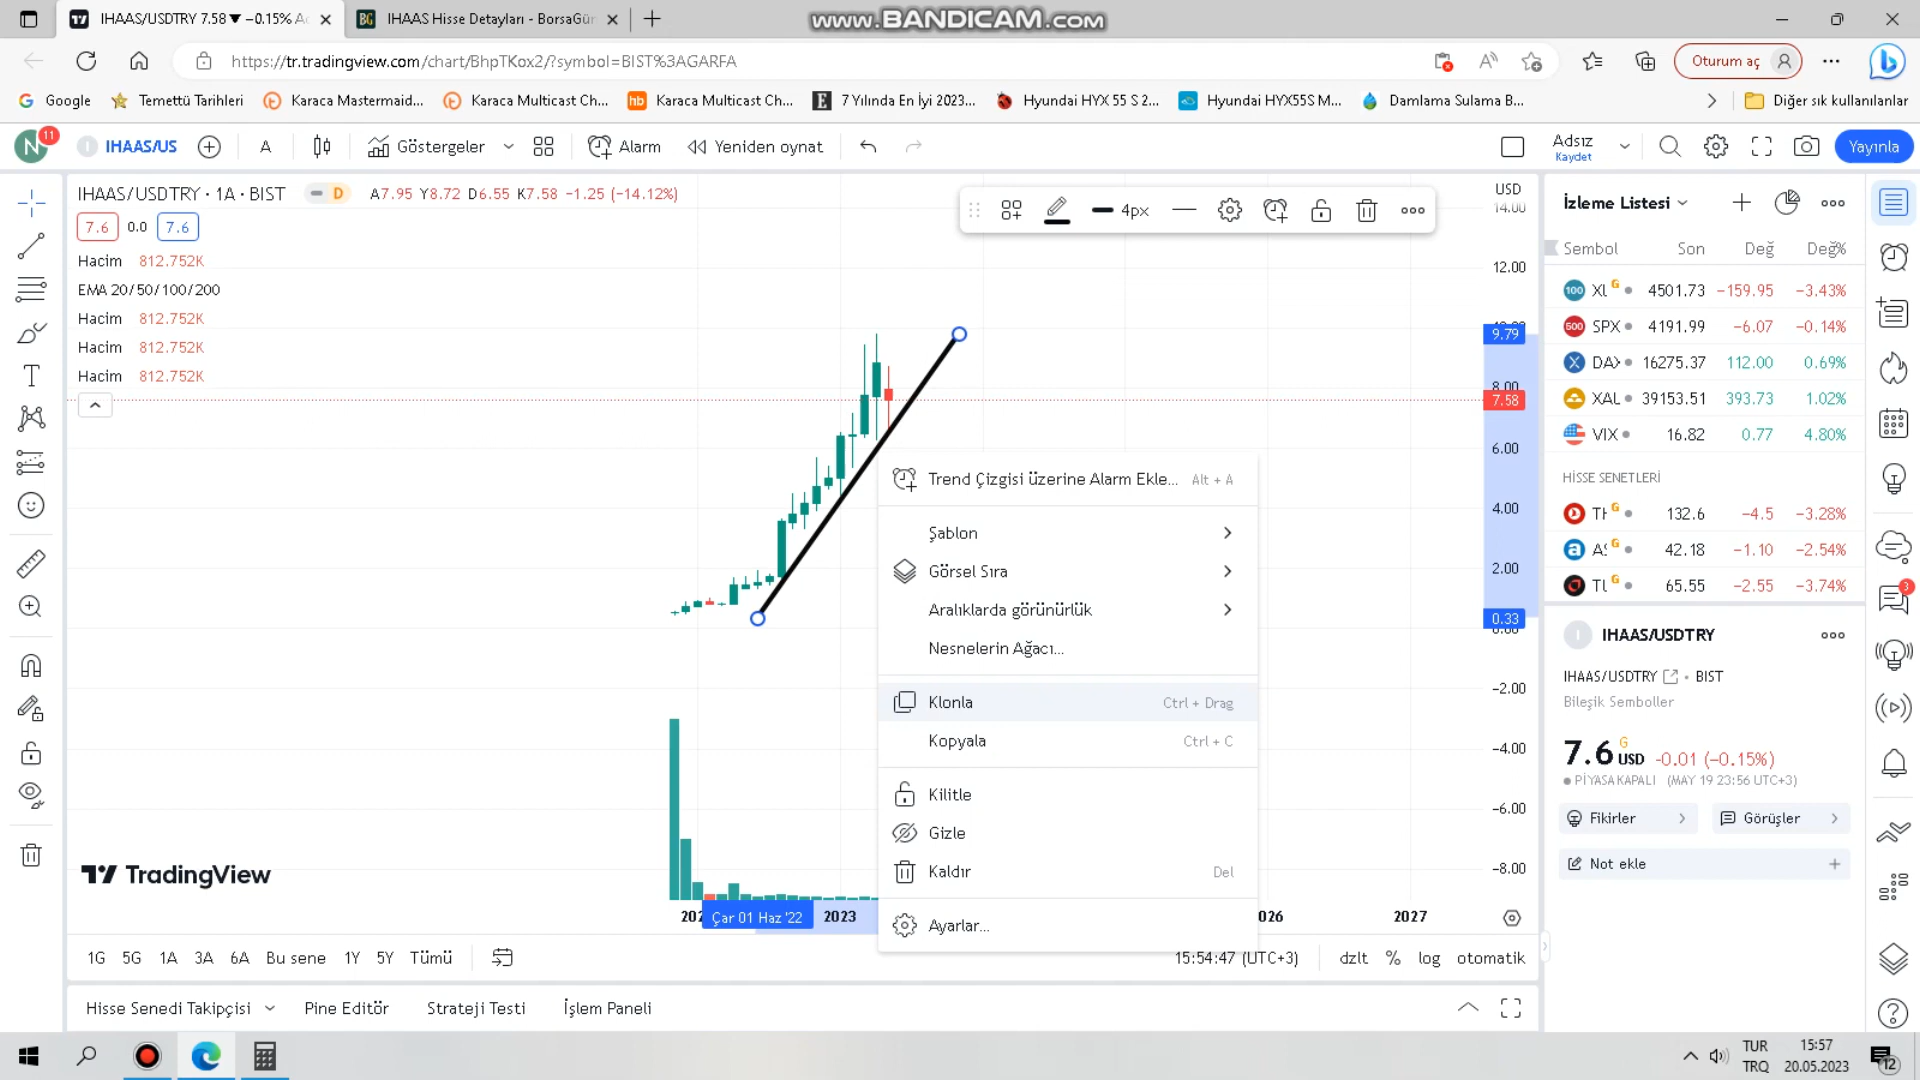 IHAAS/USDTRY 7.58 ▼ −0.15%
IHAAS Hisse Detayları - BorsaGün
www.BANDICAM.com
https://tr.tradingview.com/chart/BhpTKox2/?symbol=BIST%3AGARFA
Oturum aç
Google
Temettü Tarihleri
Karaca Mastermaid...
Karaca Multicast Ch...
Karaca Multicast Ch...
7 Yılında En İyi 2023...
Hyundai HYX 55 S 2...
Hyundai HYX55S M...
Damlama Sulama B...
Diğer sık kullanılanlar
N 11
IHAAS/US
A
Göstergeler
Alarm
Yeniden oynat
Adsız
Kaydet
Yayınla
IHAAS/USDTRY · 1A · BIST
D
A7.95 Y8.72 D6.55 K7.58 −1.25 (−14.12%)
7.6 0.0 7.6
Hacim 812.752K
EMA 20/50/100/200
Hacim 812.752K
Hacim 812.752K
Hacim 812.752K
4px
USD
14.00
12.00
9.79
8.00
7.58
6.00
4.00
2.00
0.33
0.00
−2.00
−4.00
−6.00
−8.00
Trend Çizgisi üzerine Alarm Ekle... Alt + A
Şablon
Görsel Sıra
Aralıklarda görünürlük
Nesnelerin Ağacı...
Klonla Ctrl + Drag
Kopyala Ctrl + C
Kilitle
Gizle
Kaldır Del
Ayarlar...
TradingView
Çar 01 Haz '22
2023
026
2027
1G 5G 1A 3A 6A Bu sene 1Y 5Y Tümü
15:54:47 (UTC+3)
dzlt % log otomatik
Hisse Senedi Takipçisi
Pine Editör
Strateji Testi
İşlem Paneli
İzleme Listesi
Sembol Son Değ Değ%
100 XU G 4501.73 −159.95 −3.43%
500 SPX 4191.99 −6.07 −0.14%
DAX 16275.37 112.00 0.69%
XAU 39153.51 393.73 1.02%
VIX 16.82 0.77 4.80%
HİSSE SENETLERİ
G 132.6 −4.5 −3.28%
G 42.18 −1.10 −2.54%
G 65.55 −2.55 −3.74%
I IHAAS/USDTRY
IHAAS/USDTRY • BIST
Bileşik Semboller
7.6 G USD −0.01 (−0.15%)
PİYASA KAPALI (MAY 19 23:56 UTC+3)
Fikirler
Görüşler
Not ekle
3
TUR
TRQ
15:57
20.05.2023
12